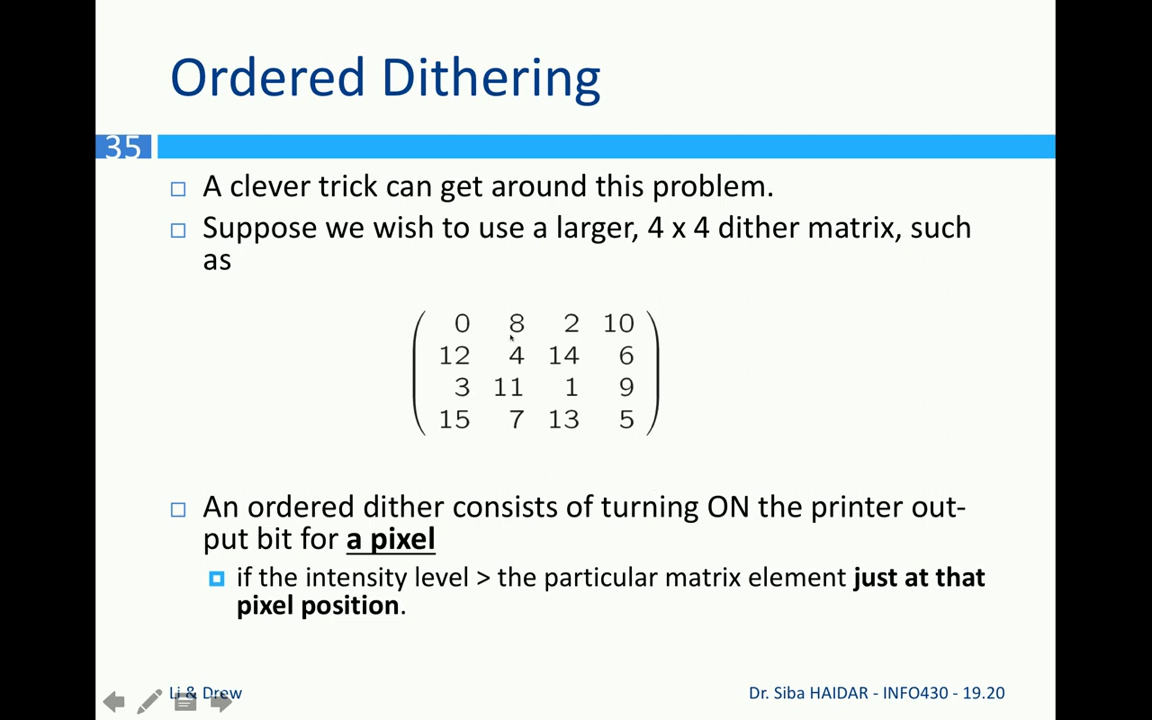 Ordered Dithering
35
A clever trick can get around this problem.
Suppose we wish to use a larger, 4 x 4 dither matrix, such
as
0 8 2 10
12 4 14 6
3 11 1 9
15 7 13 5
An ordered dither consists of turning ON the printer out-
put bit for a pixel
if the intensity level > the particular matrix element just at that
pixel position.
Li & Drew
Dr. Siba HAIDAR - INFO430 - 19.20